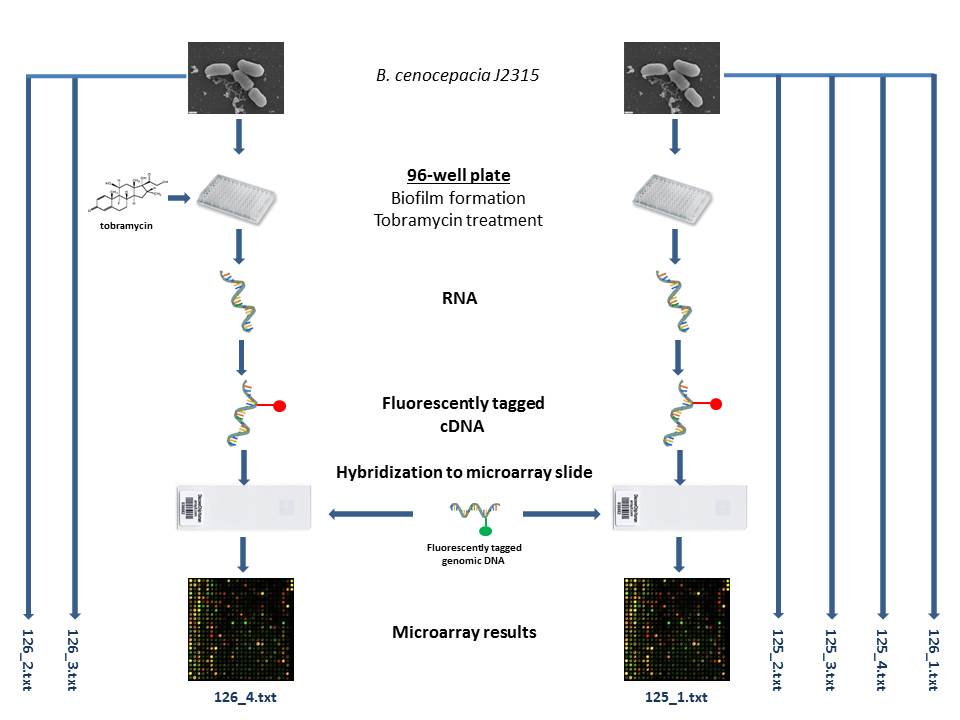 B. cenocepacia J2315
96-well plate
Biofilm formation
Tobramycin treatment
tobramycin
RNA
Fluorescently tagged
cDNA
Hybridization to microarray slide
Fluorescently tagged
genomic DNA
Microarray results
126_2.txt
126_3.txt
126_4.txt
125_1.txt
125_2.txt
125_3.txt
125_4.txt
126_1.txt